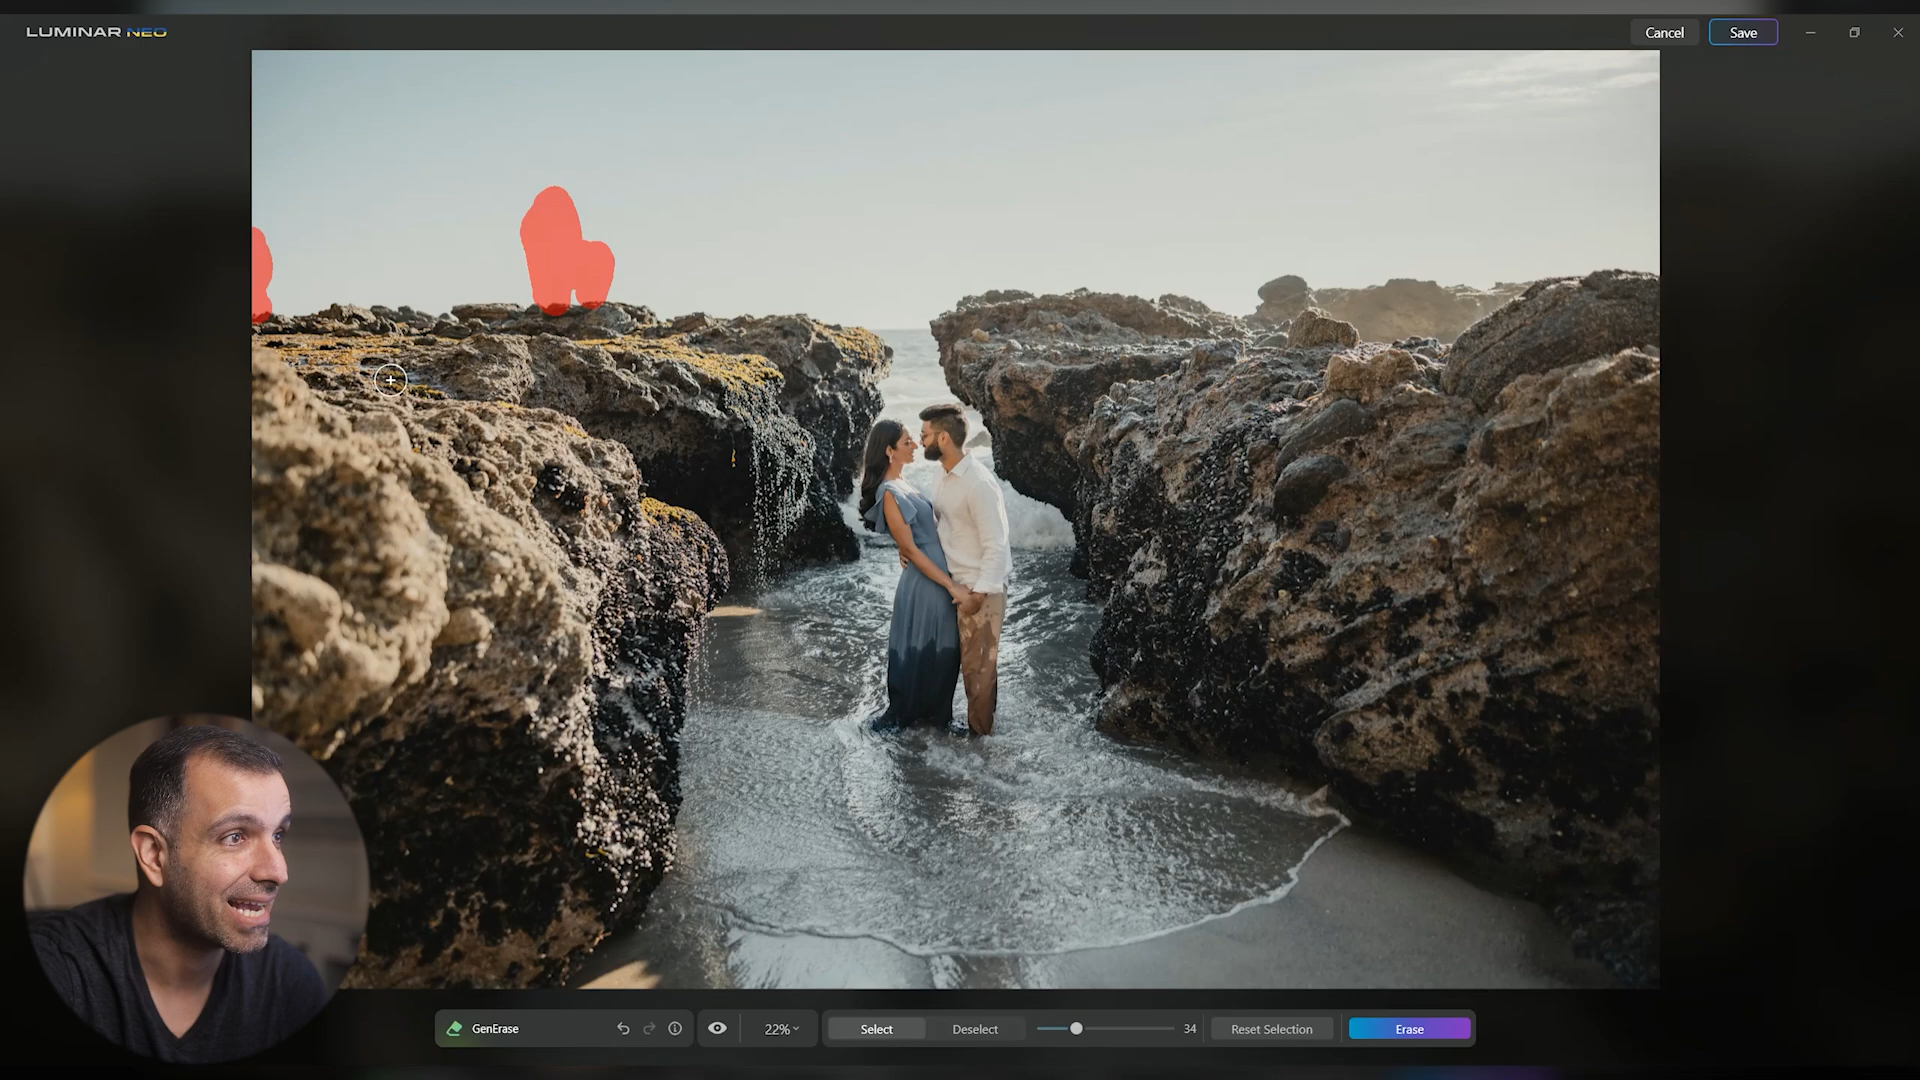 LUMINAR NEO
Cancel
Save
GenErase
22%
Select
Deselect
34
Reset Selection
Erase